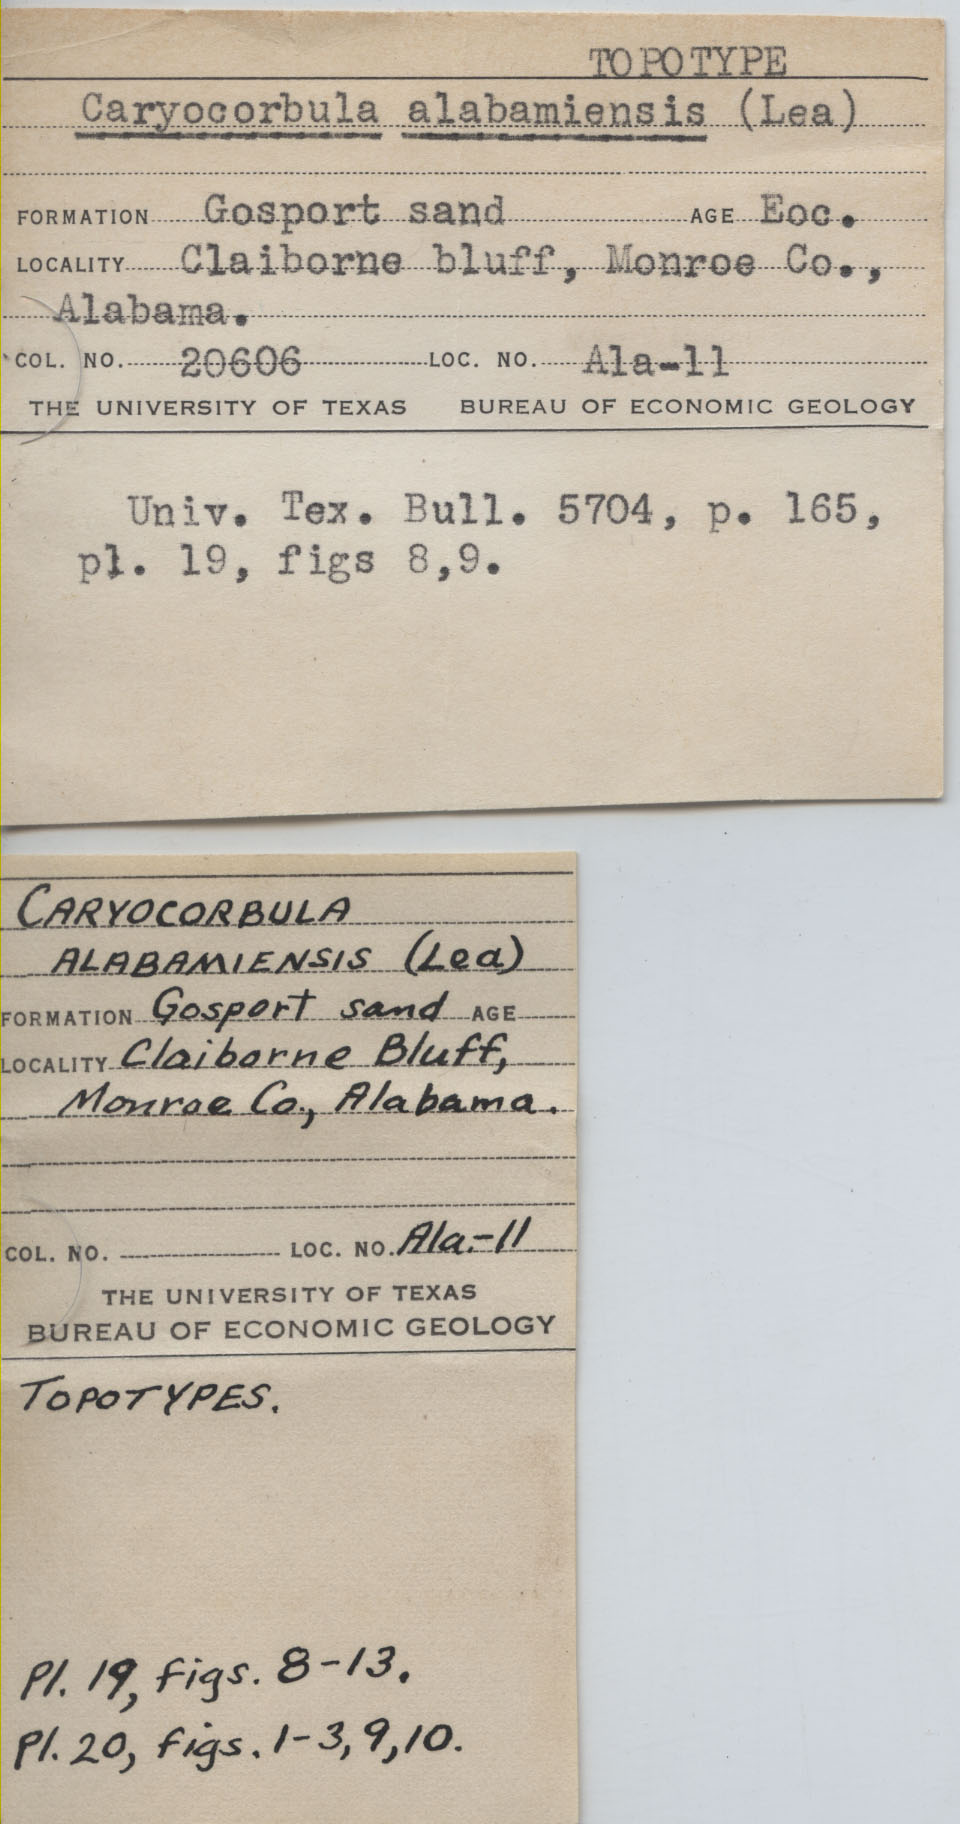 TOPOTYPE
Caryocorbula alabamiensis (Lea)
FORMATION Gosport sand AGE Eoc.
LOCALITY Claiborne bluff, Monroe Co.,
Alabama.
COL. NO. 20606 LOC. NO. Ala-11
THE UNIVERSITY OF TEXAS BUREAU OF ECONOMIC GEOLOGY
Univ. Tex. Bull. 5704, p. 165,
pl. 19, figs 8,9.
CARYOCORBULA
ALABAMIENSIS (Lea)
FORMATION Gosport sand AGE
LOCALITY Claiborne Bluff,
Monroe Co., Alabama.
COL. NO. LOC. NO. Ala.-11
THE UNIVERSITY OF TEXAS
BUREAU OF ECONOMIC GEOLOGY
TOPOTYPES.
Pl. 19, figs. 8-13.
Pl. 20, figs. 1-3, 9, 10.